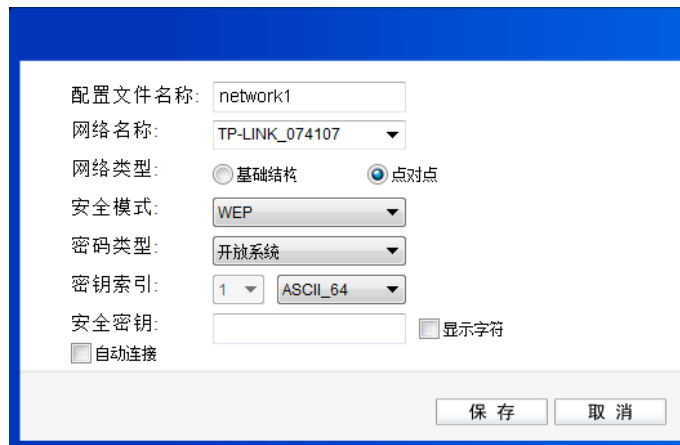 配置文件名称: network1
网络名称: TP-LINK_074107
网络类型: 基础结构 点对点
安全模式: WEP
密码类型: 开放系统
密钥索引: 1 ASCII_64
安全密钥: 显示字符
自动连接
保存 取消